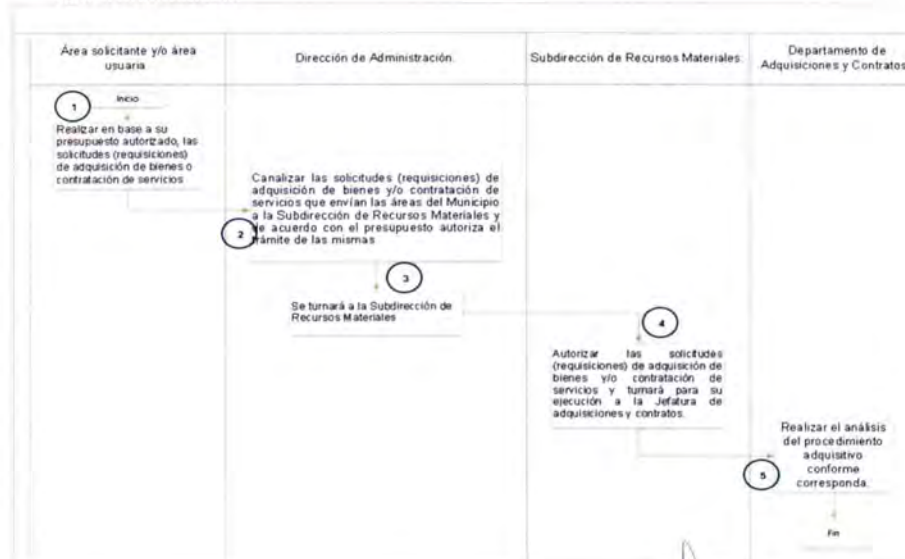 Área solicitante y/o área
usuaria
Dirección de Administración.
Subdirección de Recursos Materiales.
Departamento de
Adquisiciones y Contratos
1
Inicio
Realizar en base a su
presupuesto autorizado, las
solicitudes (requisiciones)
de adquisición de bienes o
contratación de servicios
Canalizar las solicitudes (requisiciones) de
adquisición de bienes y/o contratación de
servicios que envían las áreas del Municipio
a la Subdirección de Recursos Materiales y
de acuerdo con el presupuesto autoriza el
trámite de las mismas
2
3
Se turnará a la Subdirección de
Recursos Materiales
4
Autorizar las solicitudes
(requisiciones) de adquisición de
bienes y/o contratación de
servicios y turnará para su
ejecución a la Jefatura de
adquisiciones y contratos.
Realizar el análisis
del procedimiento
adquisitivo
conforme
corresponda.
5
Fin